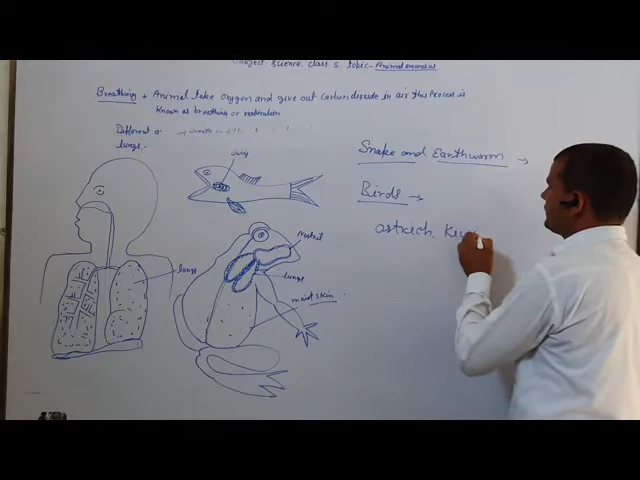 Subject- Science, Class 5, topic- Animal
Breathing → Animal take oxygen and give out Carbondioxide in air This Process is
Known as breathing or respiration.
Different
lungs.
lungs
Nostril
lungs
moist skin
Snake and Earthworm →
Birds →
ostrich, Kiwi